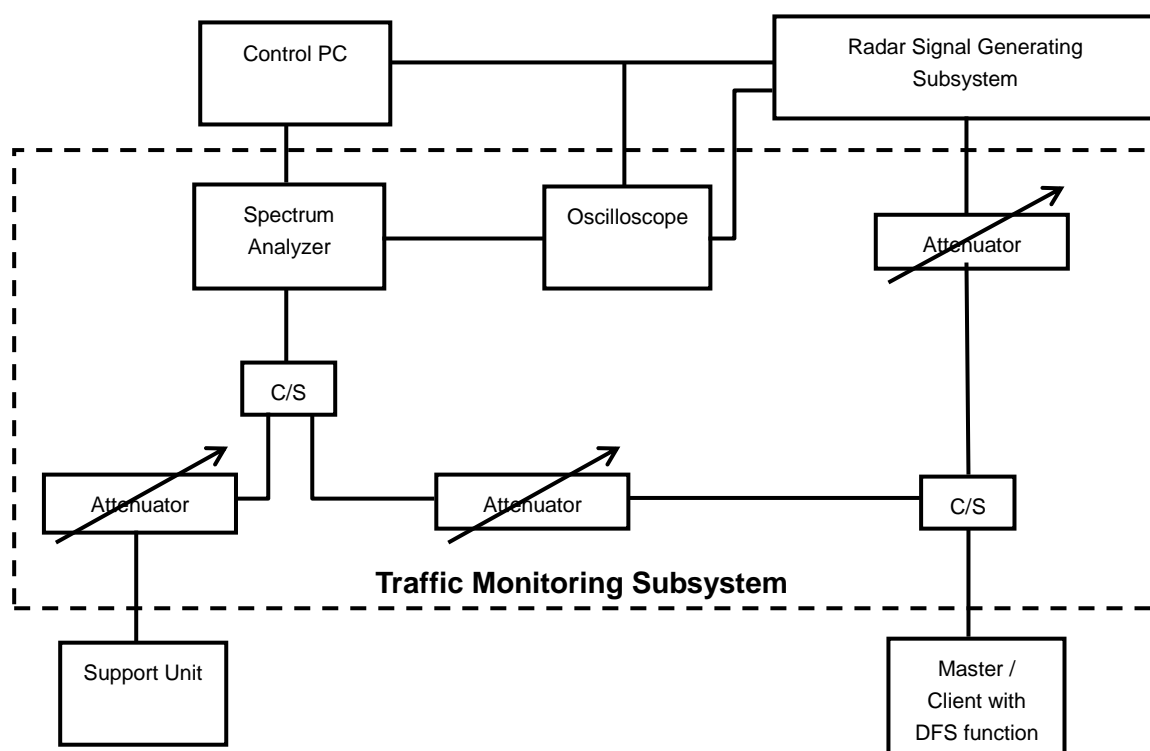 Control PC
Radar Signal Generating
Subsystem
Spectrum
Analyzer
Oscilloscope
Attenuator
C/S
Attenuator
Attenuator
C/S
Traffic Monitoring Subsystem
Support Unit
Master /
Client with
DFS function